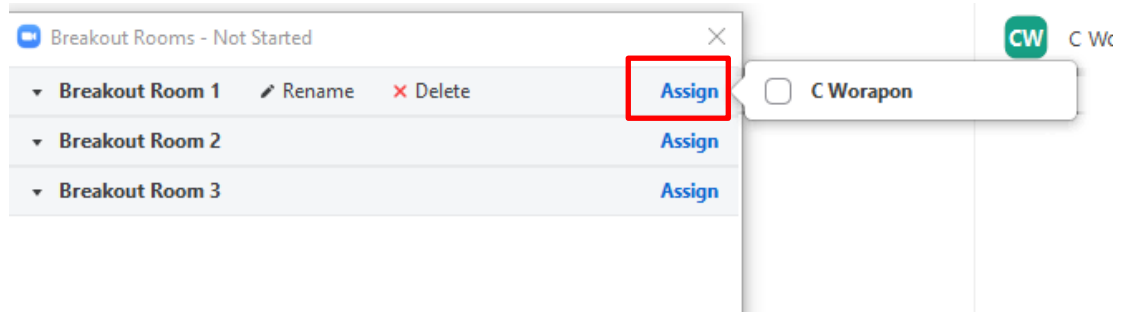 Breakout Rooms - Not Started
CW C Wo
Breakout Room 1 Rename Delete Assign C Worapon
Breakout Room 2 Assign
Breakout Room 3 Assign